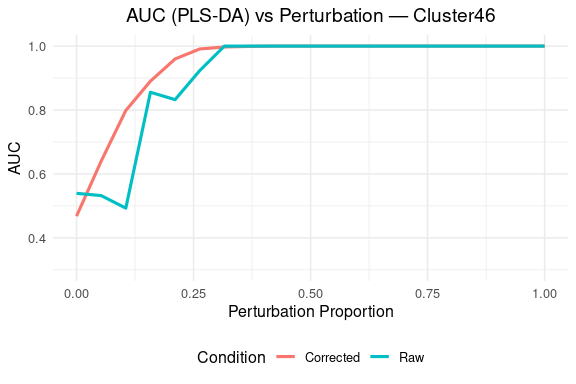 AUC (PLS-DA) vs Perturbation — Cluster46
AUC
1.0
0.8
0.6
0.4
0.00 0.25 0.50 0.75 1.00
Perturbation Proportion
Condition Corrected Raw